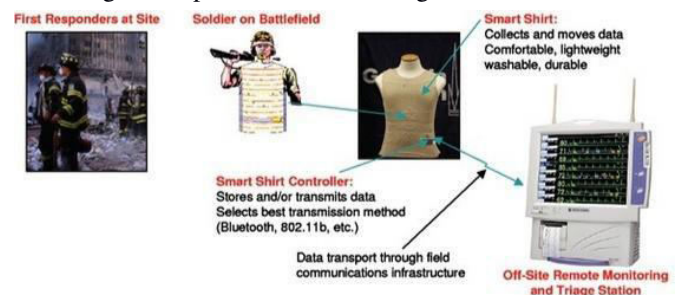 First Responders at Site
Soldier on Battlefield
Smart Shirt:
Collects and moves data
Comfortable, lightweight
washable, durable
Smart Shirt Controller:
Stores and/or transmits data
Selects best transmission method
(Bluetooth, 802.11b, etc.)
Data transport through field
communications infrastructure
Off-Site Remote Monitoring
and Triage Station